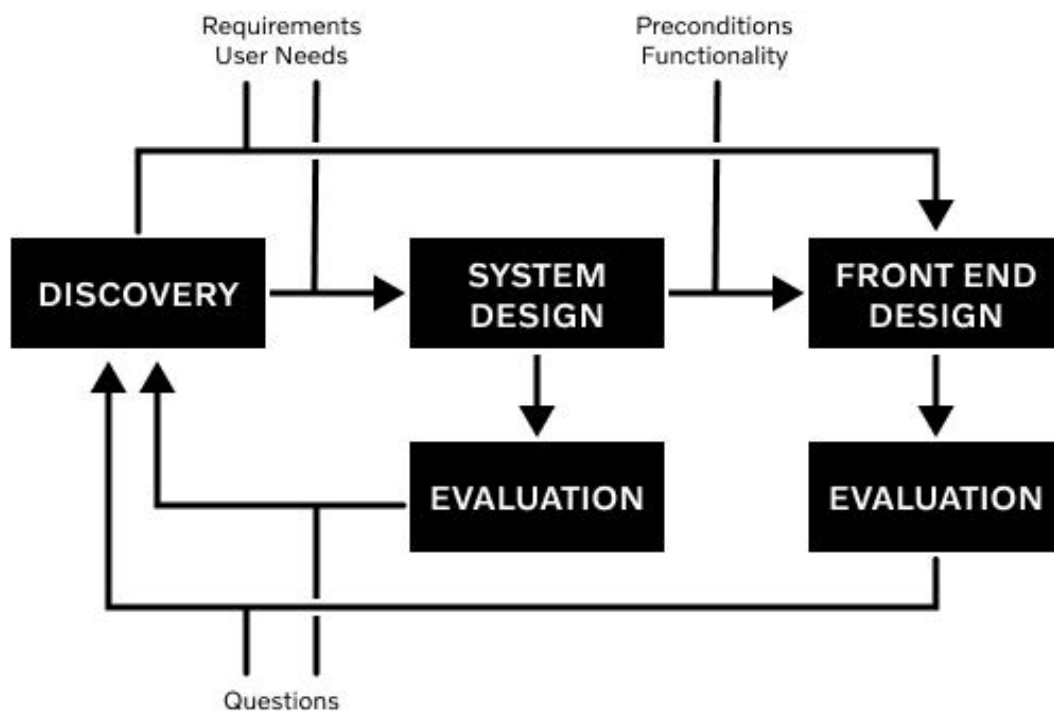 Requirements
User Needs
Preconditions
Functionality
DISCOVERY
SYSTEM
DESIGN
FRONT END
DESIGN
EVALUATION
EVALUATION
Questions